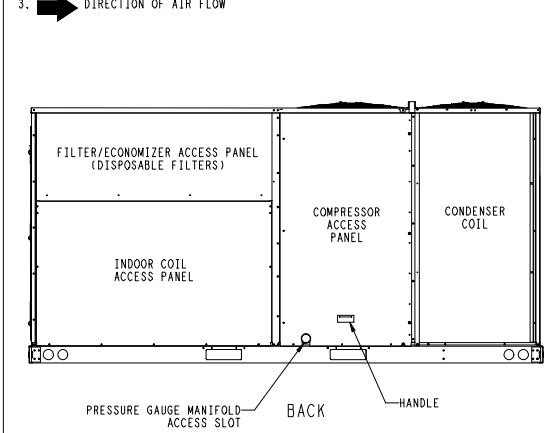 3. DIRECTION OF AIR FLOW
FILTER/ECONOMIZER ACCESS PANEL
(DISPOSABLE FILTERS)
COMPRESSOR
ACCESS
PANEL
CONDENSER
COIL
INDOOR COIL
ACCESS PANEL
PRESSURE GAUGE MANIFOLD
ACCESS SLOT
BACK
HANDLE